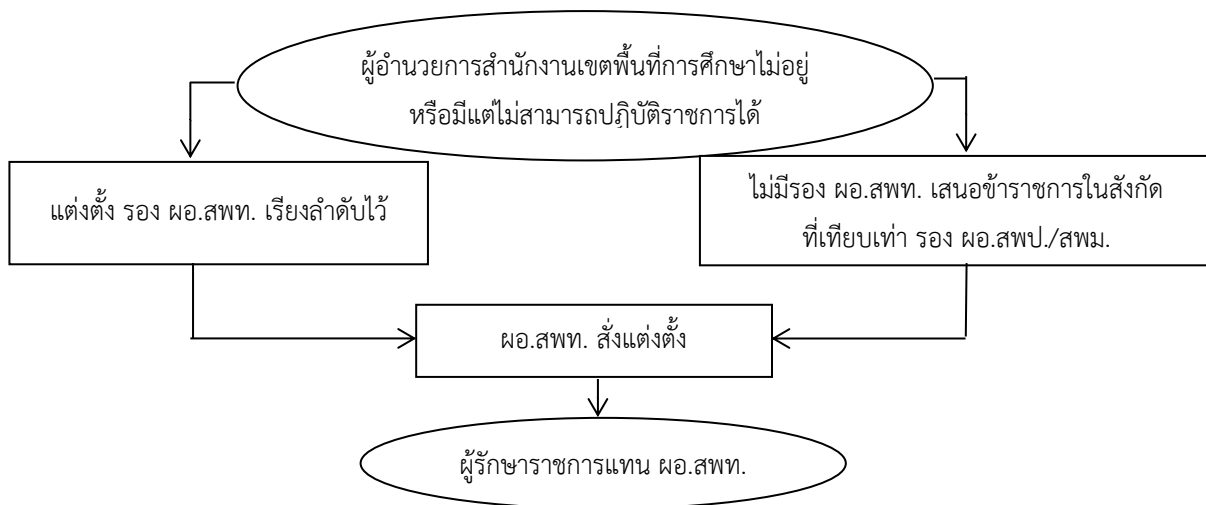 ผู้อำนวยการสำนักงานเขตพื้นที่การศึกษาไม่อยู่
หรือมีแต่ไม่สามารถปฏิบัติราชการได้
แต่งตั้ง รอง ผอ.สพท. เรียงลำดับไว้
ไม่มีรอง ผอ.สพท. เสนอข้าราชการในสังกัด
ที่เทียบเท่า รอง ผอ.สพป./สพม.
ผอ.สพท. สั่งแต่งตั้ง
ผู้รักษาราชการแทน ผอ.สพท.